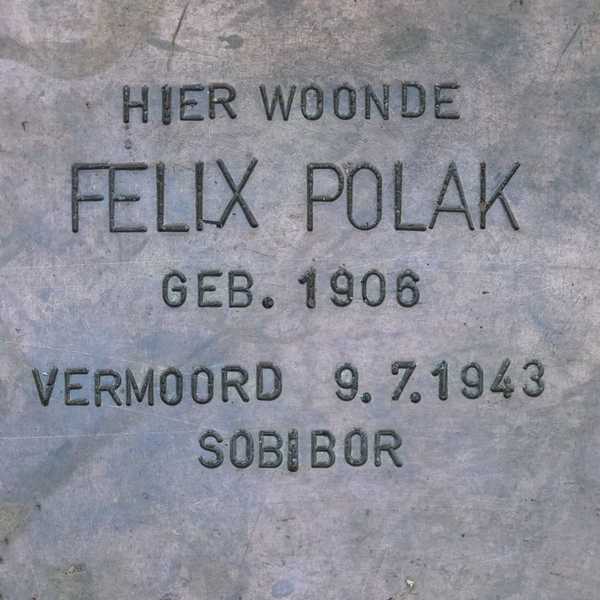 HIER WOONDE
FELIX POLAK
GEB. 1906
VERMOORD 9.7.1943
SOBIBOR